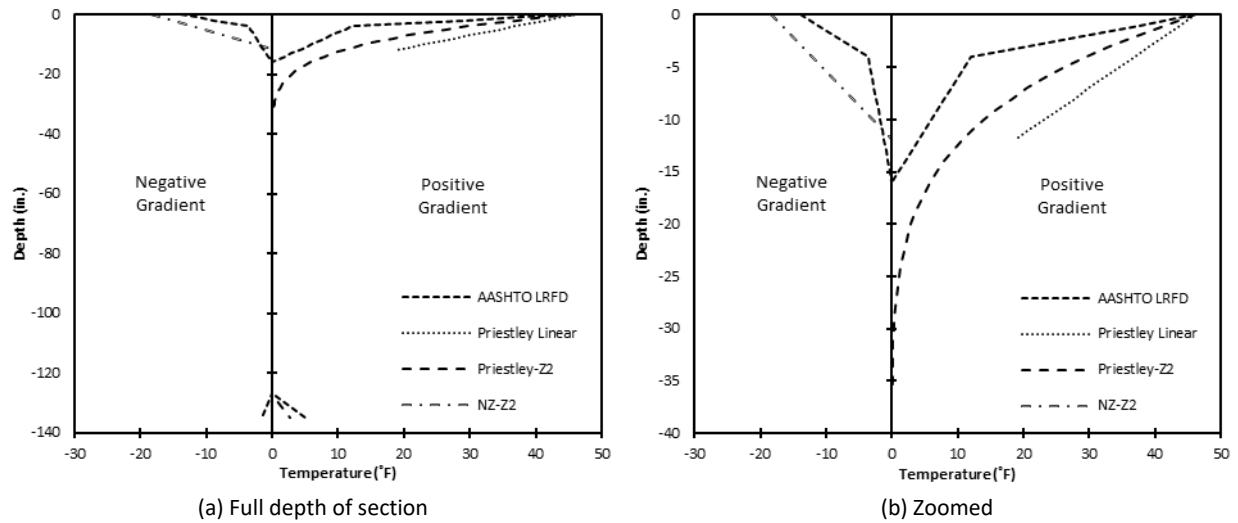 0
-20
-40
-60
-80
-100
-120
-140
Depth (in.)
Negative
Gradient
Positive
Gradient
AASHTO LRFD
Priestley Linear
Priestley-Z2
NZ-Z2
-30 -20 -10 0 10 20 30 40 50
Temperature (˚F)
(a) Full depth of section
0
-5
-10
-15
-20
-25
-30
-35
-40
Depth (in.)
Negative
Gradient
Positive
Gradient
AASHTO LRFD
Priestley Linear
Priestley-Z2
NZ-Z2
-30 -20 -10 0 10 20 30 40 50
Temperature (˚F)
(b) Zoomed